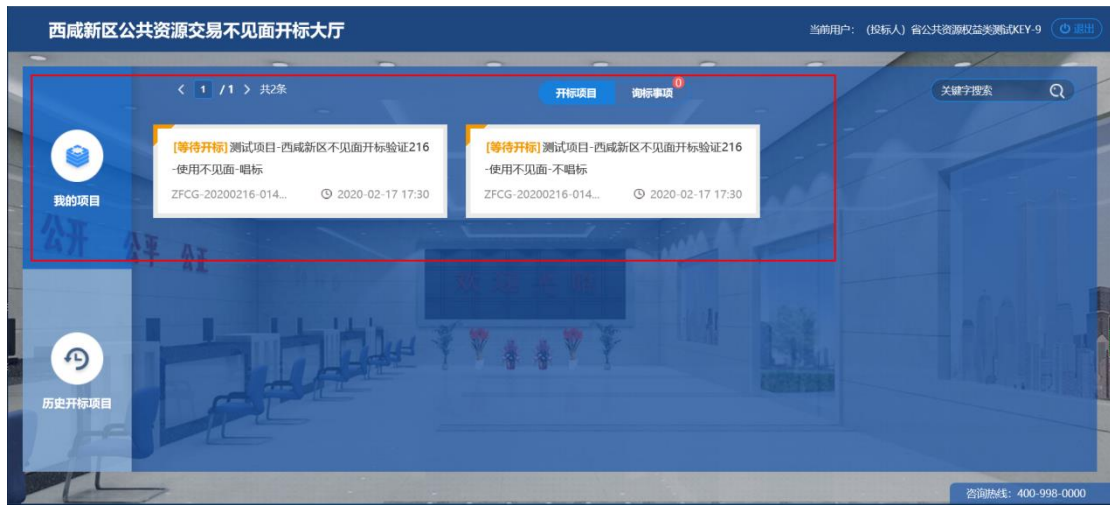 西咸新区公共资源交易不见面开标大厅
当前用户: (投标人) 省公共资源权益类测试KEY-9
退出
1 / 1 共2条
开标项目
询标事项
0
关键字搜索
[等待开标] 测试项目-西咸新区不见面开标验证216
-使用不见面-唱标
ZFCG-20200216-014... 2020-02-17 17:30
[等待开标] 测试项目-西咸新区不见面开标验证216
-使用不见面-不唱标
ZFCG-20200216-014... 2020-02-17 17:30
我的项目
公开 公平 公正
历史开标项目
咨询热线: 400-998-0000